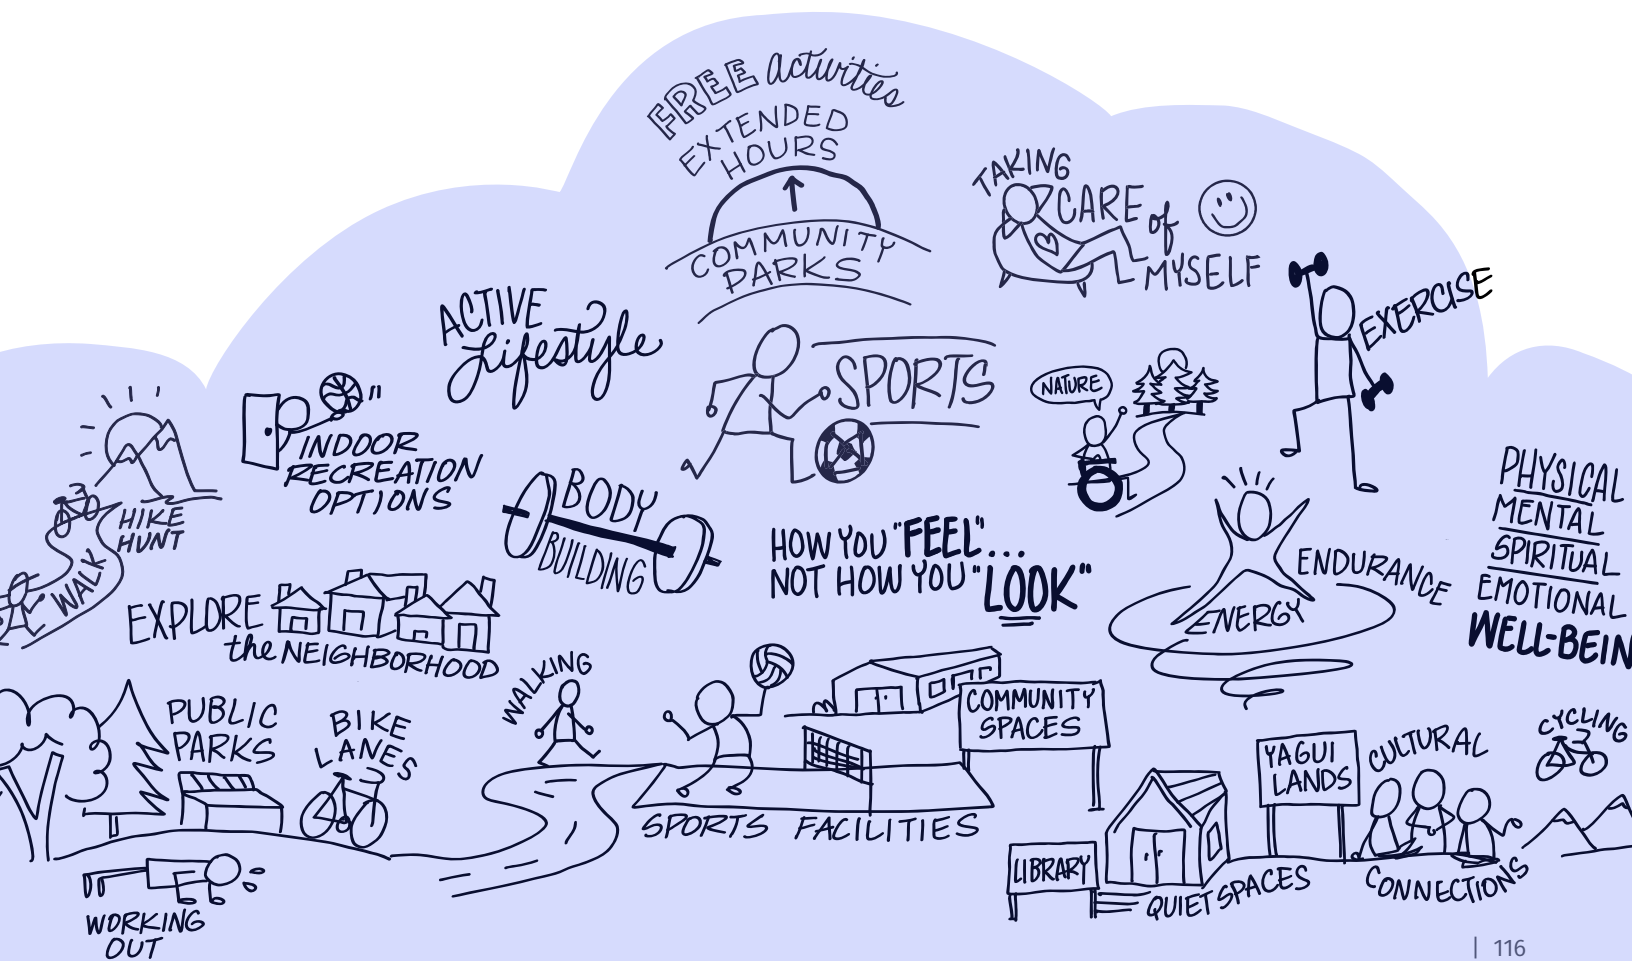 FREE activities
EXTENDED
HOURS
COMMUNITY
PARKS
TAKING
CARE of
MYSELF
EXERCISE
ACTIVE
Lifestyle
SPORTS
NATURE
INDOOR
RECREATION
OPTIONS
HIKE
HUNT
WALK
BODY
BUILDING
HOW YOU "FEEL"...
NOT HOW YOU "LOOK"
ENDURANCE
ENERGY
PHYSICAL
MENTAL
SPIRITUAL
EMOTIONAL
WELL-BEIN
EXPLORE
the NEIGHBORHOOD
PUBLIC
PARKS
BIKE
LANES
WALKING
COMMUNITY
SPACES
SPORTS FACILITIES
YAGUI
LANDS
CULTURAL
CONNECTIONS
CYCLING
LIBRARY
QUIET SPACES
WORKING
OUT
| 116